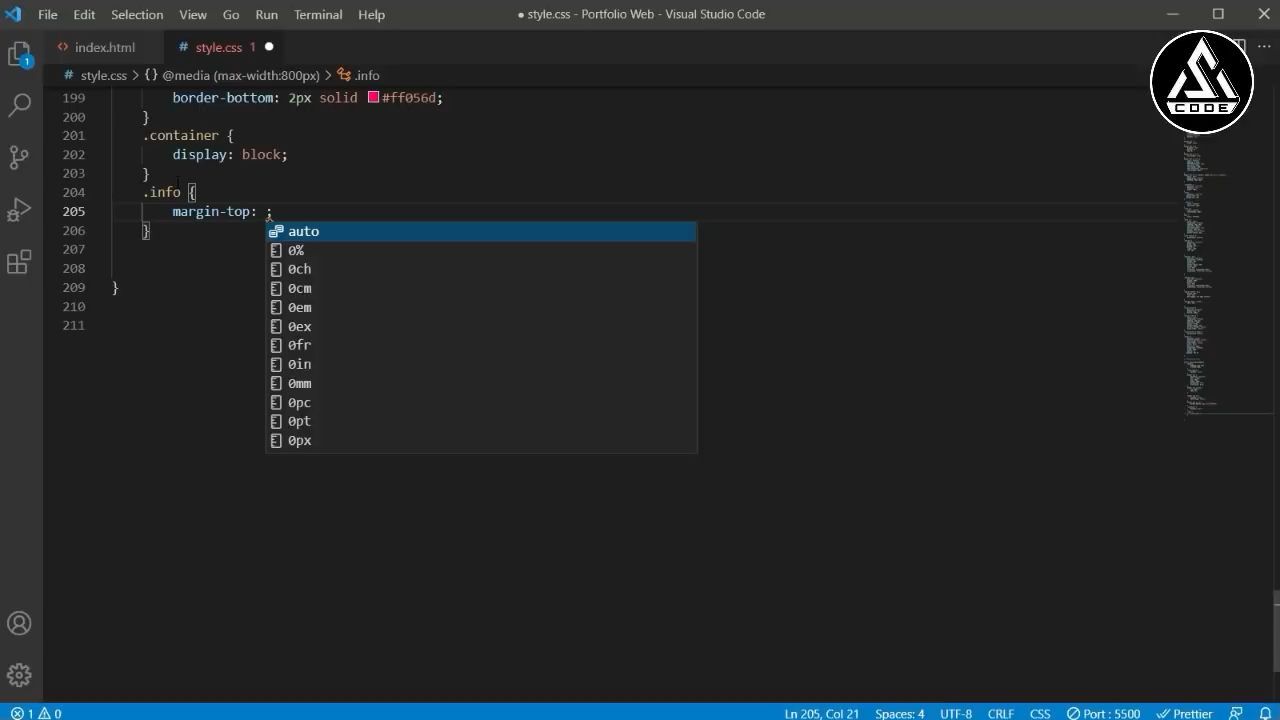 File Edit Selection View Go Run Terminal Help
● style.css - Portfolio Web - Visual Studio Code
index.html
# style.css 1
# style.css > {} @media (max-width:800px) > .info
CODE
199 border-bottom: 2px solid #ff056d;
200 }
201 .container {
202 display: block;
203 }
204 .info {
205 margin-top: ;
206 }
207
208
209 }
210
211
auto
0%
0ch
0cm
0em
0ex
0fr
0in
0mm
0pc
0pt
0px
1
1 0
Ln 205, Col 21 Spaces: 4 UTF-8 CRLF CSS Port : 5500 Prettier